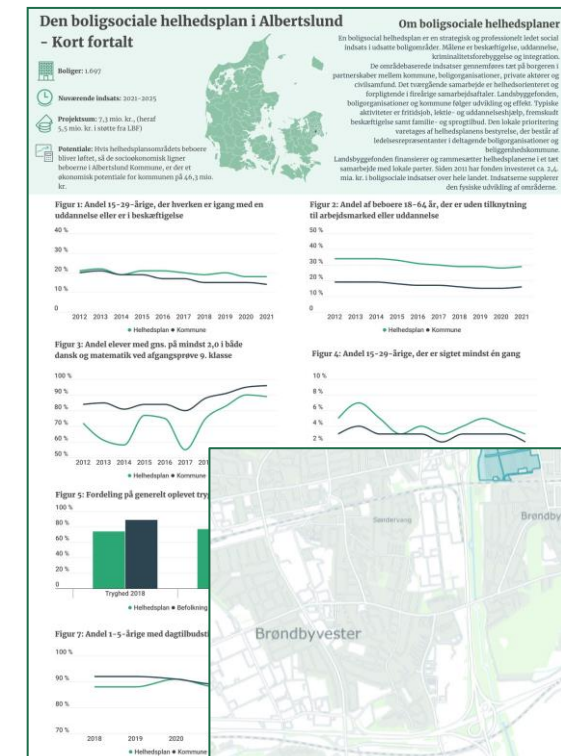 Den boligsociale helhedsplan i Albertslund
- Kort fortalt
Boliger: 1.697
Nuværende indsats: 2021-2025
Projektsum: 7,3 mio. kr., (heraf
5,5 mio. kr. i støtte fra LBF)
Potentiale: Hvis helhedsplansområdets beboere
bliver løftet, så de socioøkonomisk ligner
beboerne i Albertslund Kommune, er der et
økonomisk potentiale for kommunen på 46,3 mio.
kr.
Om boligsociale helhedsplaner
En boligsocial helhedsplan er en strategisk og professionelt ledet social
indsats i udsatte boligområder. Målene er beskæftigelse, uddannelse,
kriminalitetsforebyggelse og integration.
De områdebaserede indsatser gennemføres tæt på borgeren i
partnerskaber mellem kommune, boligorganisationer, private aktører og
civilsamfund. Det tværgående samarbejde er helhedsorienteret og
forpligtende i fireårige samarbejdsaftaler. Landsbyggefonden,
boligorganisationer og kommune følger udvikling og effekt. Typiske
aktiviteter er fritidsjob, lektie- og uddannelseshjælp, fremskudt
beskæftigelse samt familie- og sprogtilbud. Den lokale prioritering
varetages af helhedsplanens bestyrelse, der består af
ledelsesrepræsentanter i deltagende boligorganisationer og
beliggenhedskommune.
Landsbyggefonden finansierer og rammesætter helhedsplanerne i et tæt
samarbejde med lokale parter. Siden 2011 har fonden investeret ca. 2,4
mia. kr. i boligsociale indsatser over hele landet. Indsatserne supplerer
den fysiske udvikling af områderne.
Figur 1: Andel 15-29-årige, der hverken er igang med en
uddannelse eller er i beskæftigelse
40 %
30 %
20 %
10 %
0
2012 2013 2014 2015 2016 2017 2018 2019 2020 2021
Helhedsplan Kommune
Figur 2: Andel af beboere 18-64 år, der er uden tilknytning
til arbejdsmarked eller uddannelse
50 %
40 %
30 %
20 %
10 %
0
2012 2013 2014 2015 2016 2017 2018 2019 2020 2021
Helhedsplan Kommune
Figur 3: Andel elever med gns. på mindst 2,0 i både
dansk og matematik ved afgangsprøve 9. klasse
100 %
90 %
80 %
70 %
60 %
50 %
2012 2013 2014 2015 2016 2017 201
Helhedsplan Kommune
Figur 4: Andel 15-29-årige, der er sigtet mindst én gang
10 %
8 %
6 %
4 %
2 %
Figur 5: Fordeling på generelt oplevet tryg
100 %
80 %
60 %
40 %
20 %
0
Tryghed 2018
Helhedsplan Befolkning
Figur 7: Andel 1-5-årige med dagtilbudst
100 %
90 %
80 %
70 %
2018 2019 2020
Helhedsplan Kommune
Søndervang
Brøndby
Brøndbyvester